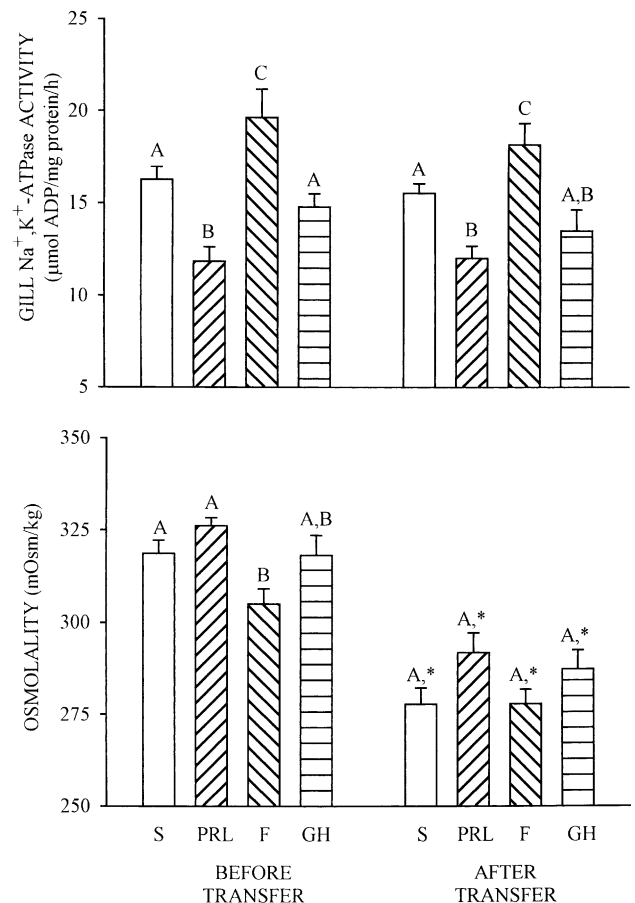 GILL Na⁺,K⁺-ATPase ACTIVITY
(µmol ADP/mg protein/h)
25
20
15
10
5
A
B
C
A
A
B
C
A,B
OSMOLALITY (mOsm/kg)
350
325
300
275
250
A
A
B
A,B
A,*
A,*
A,*
A,*
S PRL F GH S PRL F GH
BEFORE TRANSFER
AFTER TRANSFER